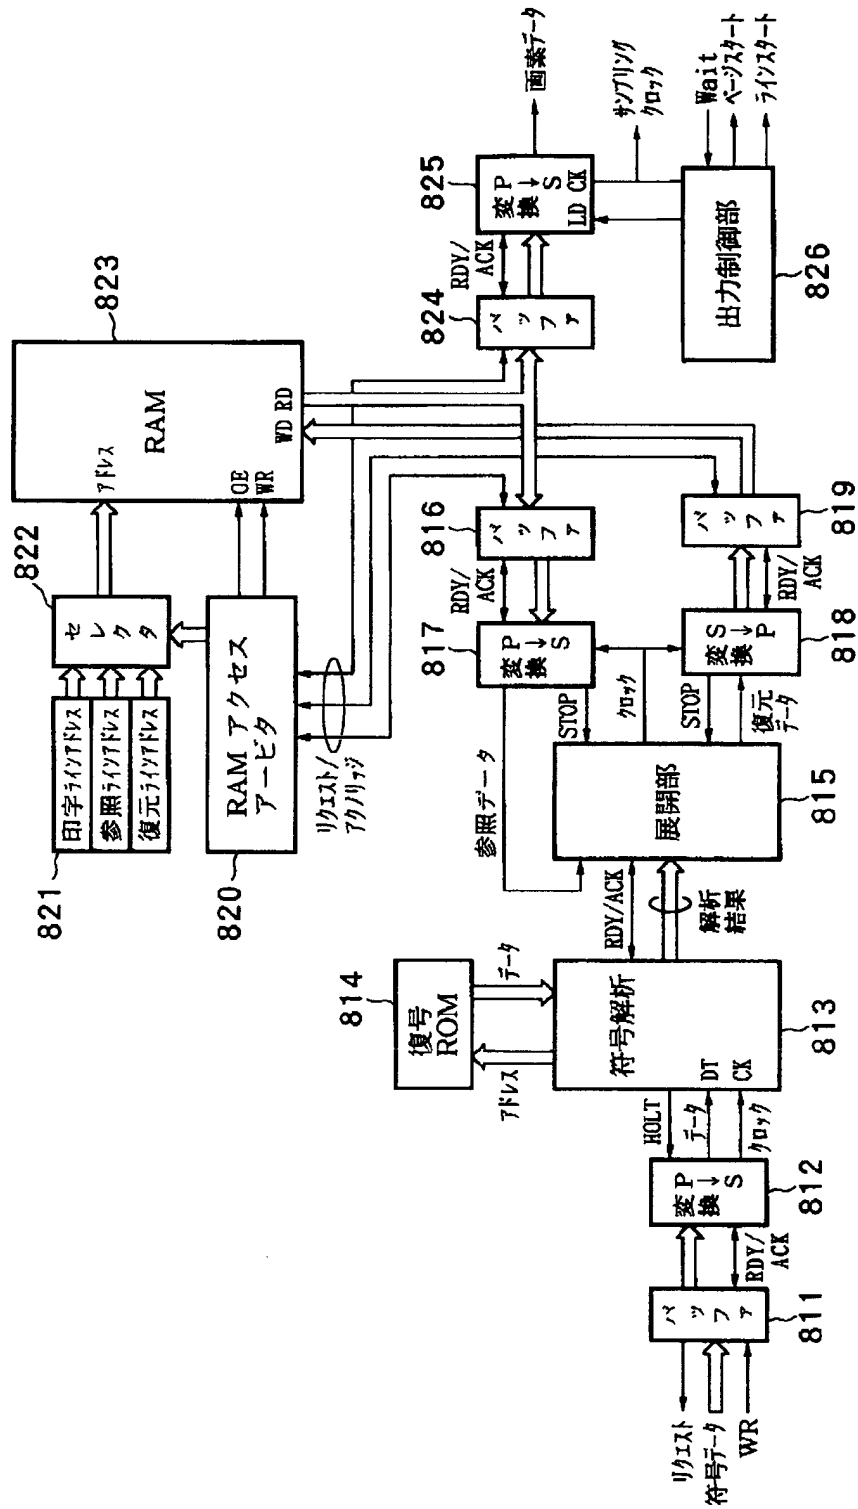 リクエスト
符号データ
WR
バッファ
811
RDY/
ACK
P→S
変換
812
HOLT
データ
クロック
DT
CK
符号解析
813
アドレス
データ
復号
ROM
814
RDY/ACK
解析
結果
展開部
815
参照データ
STOP
クロック
STOP
復元
データ
P→S
変換
817
RDY/
ACK
バッファ
816
S→P
変換
818
RDY/
ACK
バッファ
819
印字ラインアドレス
参照ラインアドレス
復元ラインアドレス
821
セレクタ
822
RAM アクセス
アービタ
820
リクエスト/
アクノリッジ
アドレス
OE
WR
RAM
WD RD
823
バッファ
824
RDY/
ACK
P→S
変換
LD CK
825
画素データ
サンプリング
クロック
出力制御部
826
Wait
ページスタート
ラインスタート